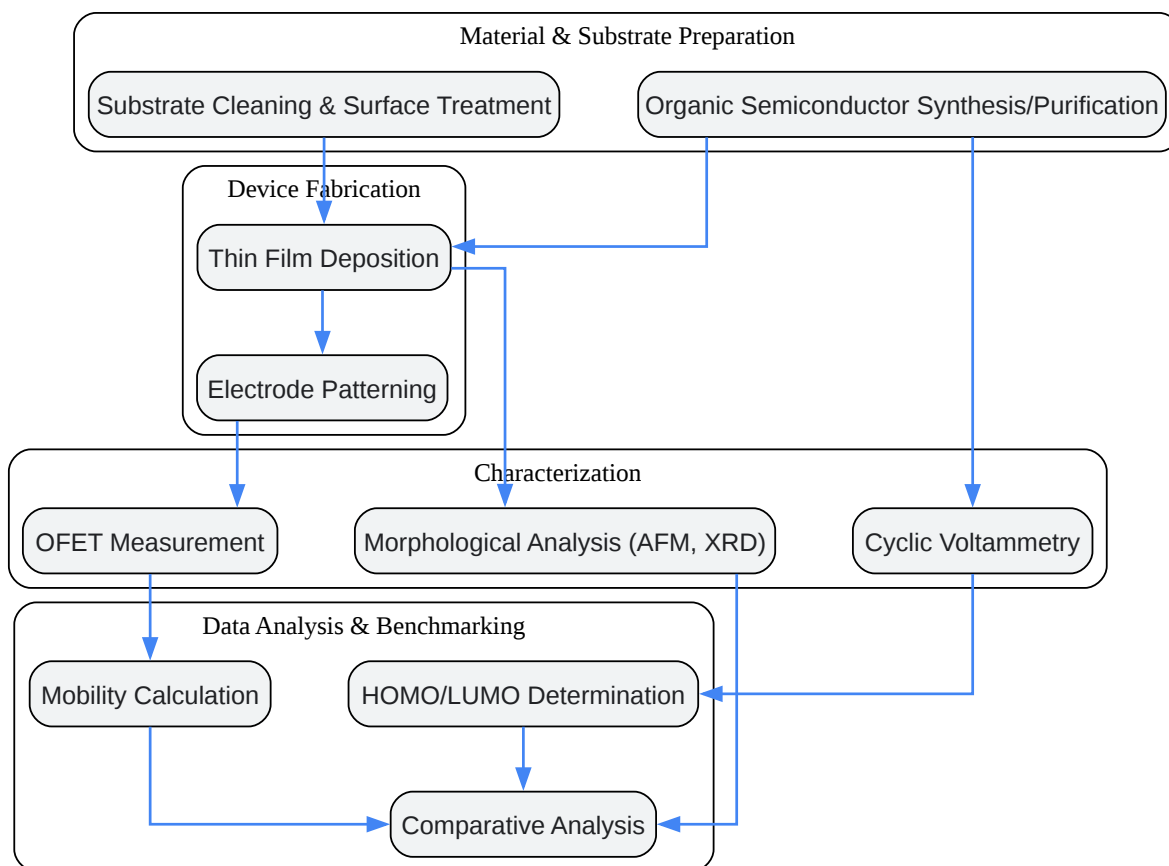 Material & Substrate Preparation
Substrate Cleaning & Surface Treatment
Organic Semiconductor Synthesis/Purification
Device Fabrication
Thin Film Deposition
Electrode Patterning
Characterization
OFET Measurement
Morphological Analysis (AFM, XRD)
Cyclic Voltammetry
Data Analysis & Benchmarking
Mobility Calculation
HOMO/LUMO Determination
Comparative Analysis